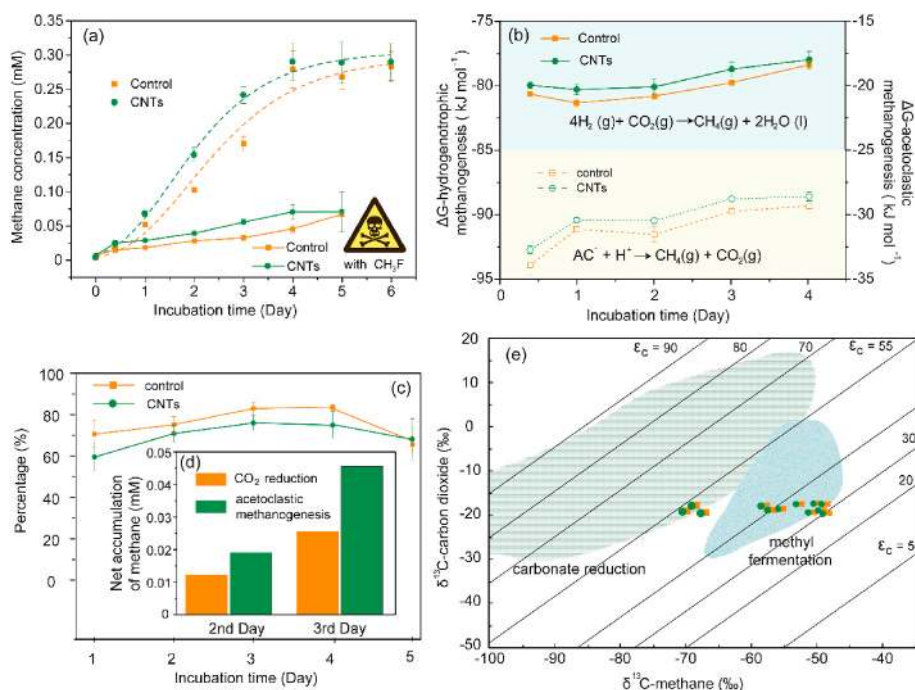 (a)
Methane concentration (mM)
0.35
0.30
0.25
0.20
0.15
0.10
0.05
0.00
Control
CNTs
Control
CNTs
with CH₃F
0 1 2 3 4 5 6
Incubation time (Day)
(b)
ΔG-hydrogenotrophic
methanogenesis ( kJ mol⁻¹)
-75
-80
-85
-90
-95
Control
CNTs
4H₂ (g)+ CO₂(g) →CH₄(g) + 2H₂O (l)
control
CNTs
AC⁻ + H⁺ →CH₄(g) + CO₂(g)
-10
-15
-20
-25
-30
-35
ΔG-acetoclastic
methanogenesis ( kJ mol⁻¹)
0 1 2 3 4
Incubation time (Day)
(c)
Percentage (%)
100
80
60
40
20
0
control
CNTs
1 2 3 4 5
Incubation time (Day)
(d)
Net accumulation
of methane (mM)
0.05
0.04
0.03
0.02
0.01
0
CO₂ reduction
acetoclastic
methanogenesis
2nd Day 3rd Day
(e)
δ¹³C-carbon dioxide (‰)
20
10
0
-10
-20
-30
-40
-50
εc = 90
80
70
εc = 55
30
20
εc = 5
carbonate reduction
methyl
fermentation
-100 -90 -80 -70 -60 -50 -40
δ¹³C-methane (‰)